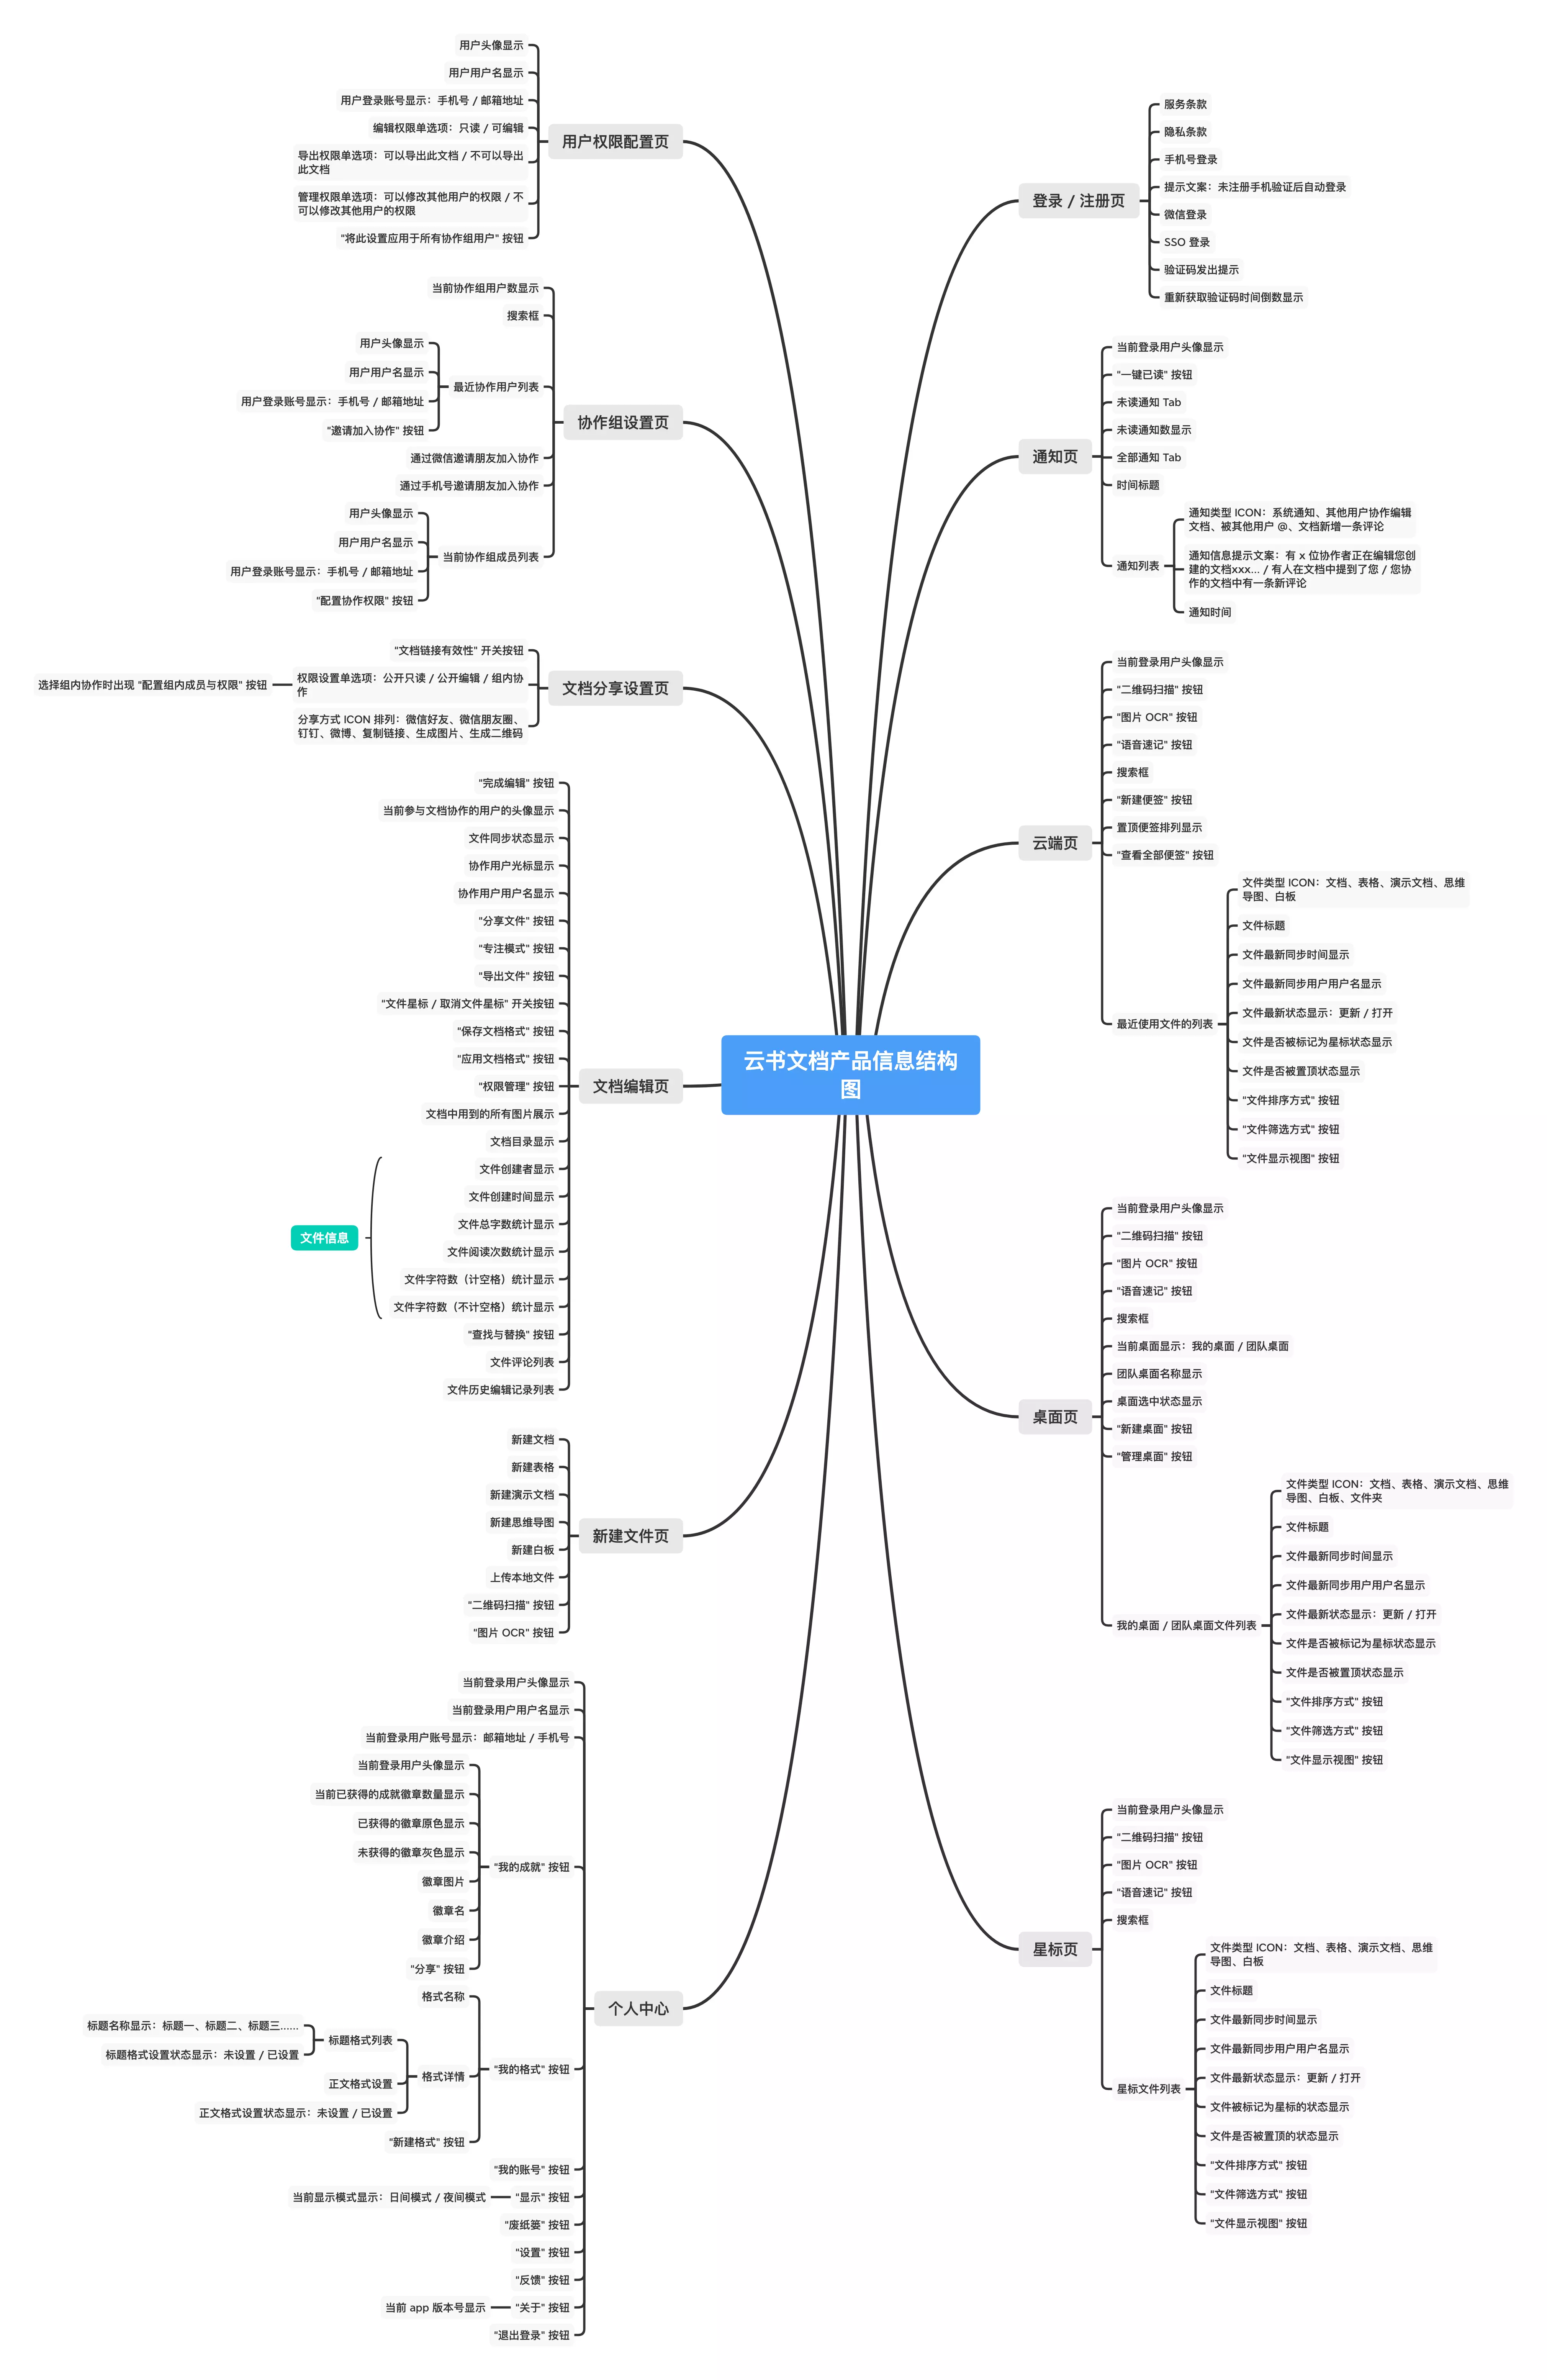 云书文档产品信息结构
图
登录 / 注册页
服务条款
隐私条款
手机号登录
提示文案：未注册手机验证后自动登录
微信登录
SSO 登录
验证码发出提示
重新获取验证码时间倒数显示
通知页
当前登录用户头像显示
"一键已读" 按钮
未读通知 Tab
未读通知数显示
全部通知 Tab
时间标题
通知列表
通知类型 ICON：系统通知、其他用户协作编辑
文档、被其他用户 @、文档新增一条评论
通知信息提示文案：有 x 位协作者正在编辑您创
建的文档xxx... / 有人在文档中提到了您 / 您协
作的文档中有一条新评论
通知时间
云端页
当前登录用户头像显示
"二维码扫描" 按钮
"图片 OCR" 按钮
"语音速记" 按钮
搜索框
"新建便签" 按钮
置顶便签排列显示
"查看全部便签" 按钮
最近使用文件的列表
文件类型 ICON：文档、表格、演示文档、思维
导图、白板
文件标题
文件最新同步时间显示
文件最新同步用户用户名显示
文件最新状态显示：更新 / 打开
文件是否被标记为星标状态显示
文件是否被置顶状态显示
"文件排序方式" 按钮
"文件筛选方式" 按钮
"文件显示视图" 按钮
桌面页
当前登录用户头像显示
"二维码扫描" 按钮
"图片 OCR" 按钮
"语音速记" 按钮
搜索框
当前桌面显示：我的桌面 / 团队桌面
团队桌面名称显示
桌面选中状态显示
"新建桌面" 按钮
"管理桌面" 按钮
我的桌面 / 团队桌面文件列表
文件类型 ICON：文档、表格、演示文档、思维
导图、白板、文件夹
文件标题
文件最新同步时间显示
文件最新同步用户用户名显示
文件最新状态显示：更新 / 打开
文件是否被标记为星标状态显示
文件是否被置顶状态显示
"文件排序方式" 按钮
"文件筛选方式" 按钮
"文件显示视图" 按钮
星标页
当前登录用户头像显示
"二维码扫描" 按钮
"图片 OCR" 按钮
"语音速记" 按钮
搜索框
星标文件列表
文件类型 ICON：文档、表格、演示文档、思维
导图、白板
文件标题
文件最新同步时间显示
文件最新同步用户用户名显示
文件最新状态显示：更新 / 打开
文件被标记为星标的状态显示
文件是否被置顶的状态显示
"文件排序方式" 按钮
"文件筛选方式" 按钮
"文件显示视图" 按钮
用户权限配置页
用户头像显示
用户用户名显示
用户登录账号显示：手机号 / 邮箱地址
编辑权限单选项：只读 / 可编辑
导出权限单选项：可以导出此文档 / 不可以导出
此文档
管理权限单选项：可以修改其他用户的权限 / 不
可以修改其他用户的权限
"将此设置应用于所有协作组用户" 按钮
协作组设置页
当前协作组用户数显示
搜索框
最近协作用户列表
用户头像显示
用户用户名显示
用户登录账号显示：手机号 / 邮箱地址
"邀请加入协作" 按钮
通过微信邀请朋友加入协作
通过手机号邀请朋友加入协作
当前协作组成员列表
用户头像显示
用户用户名显示
用户登录账号显示：手机号 / 邮箱地址
"配置协作权限" 按钮
文档分享设置页
"文档链接有效性" 开关按钮
权限设置单选项：公开只读 / 公开编辑 / 组内协
作
选择组内协作时出现 "配置组内成员与权限" 按钮
分享方式 ICON 排列：微信好友、微信朋友圈、
钉钉、微博、复制链接、生成图片、生成二维码
文档编辑页
"完成编辑" 按钮
当前参与文档协作的用户的头像显示
文件同步状态显示
协作用户光标显示
协作用户用户名显示
"分享文件" 按钮
"专注模式" 按钮
"导出文件" 按钮
"文件星标 / 取消文件星标" 开关按钮
"保存文档格式" 按钮
"应用文档格式" 按钮
"权限管理" 按钮
文档中用到的所有图片展示
文档目录显示
文件信息
文件创建者显示
文件创建时间显示
文件总字数统计显示
文件阅读次数统计显示
文件字符数（计空格）统计显示
文件字符数（不计空格）统计显示
"查找与替换" 按钮
文件评论列表
文件历史编辑记录列表
新建文件页
新建文档
新建表格
新建演示文档
新建思维导图
新建白板
上传本地文件
"二维码扫描" 按钮
"图片 OCR" 按钮
个人中心
当前登录用户头像显示
当前登录用户用户名显示
当前登录用户账号显示：邮箱地址 / 手机号
"我的成就" 按钮
当前登录用户头像显示
当前已获得的成就徽章数量显示
已获得的徽章原色显示
未获得的徽章灰色显示
徽章图片
徽章名
徽章介绍
"分享" 按钮
"我的格式" 按钮
格式名称
格式详情
标题格式列表
标题名称显示：标题一、标题二、标题三......
标题格式设置状态显示：未设置 / 已设置
正文格式设置
正文格式设置状态显示：未设置 / 已设置
"新建格式" 按钮
"我的账号" 按钮
"显示" 按钮
当前显示模式显示：日间模式 / 夜间模式
"废纸篓" 按钮
"设置" 按钮
"反馈" 按钮
"关于" 按钮
当前 app 版本号显示
"退出登录" 按钮